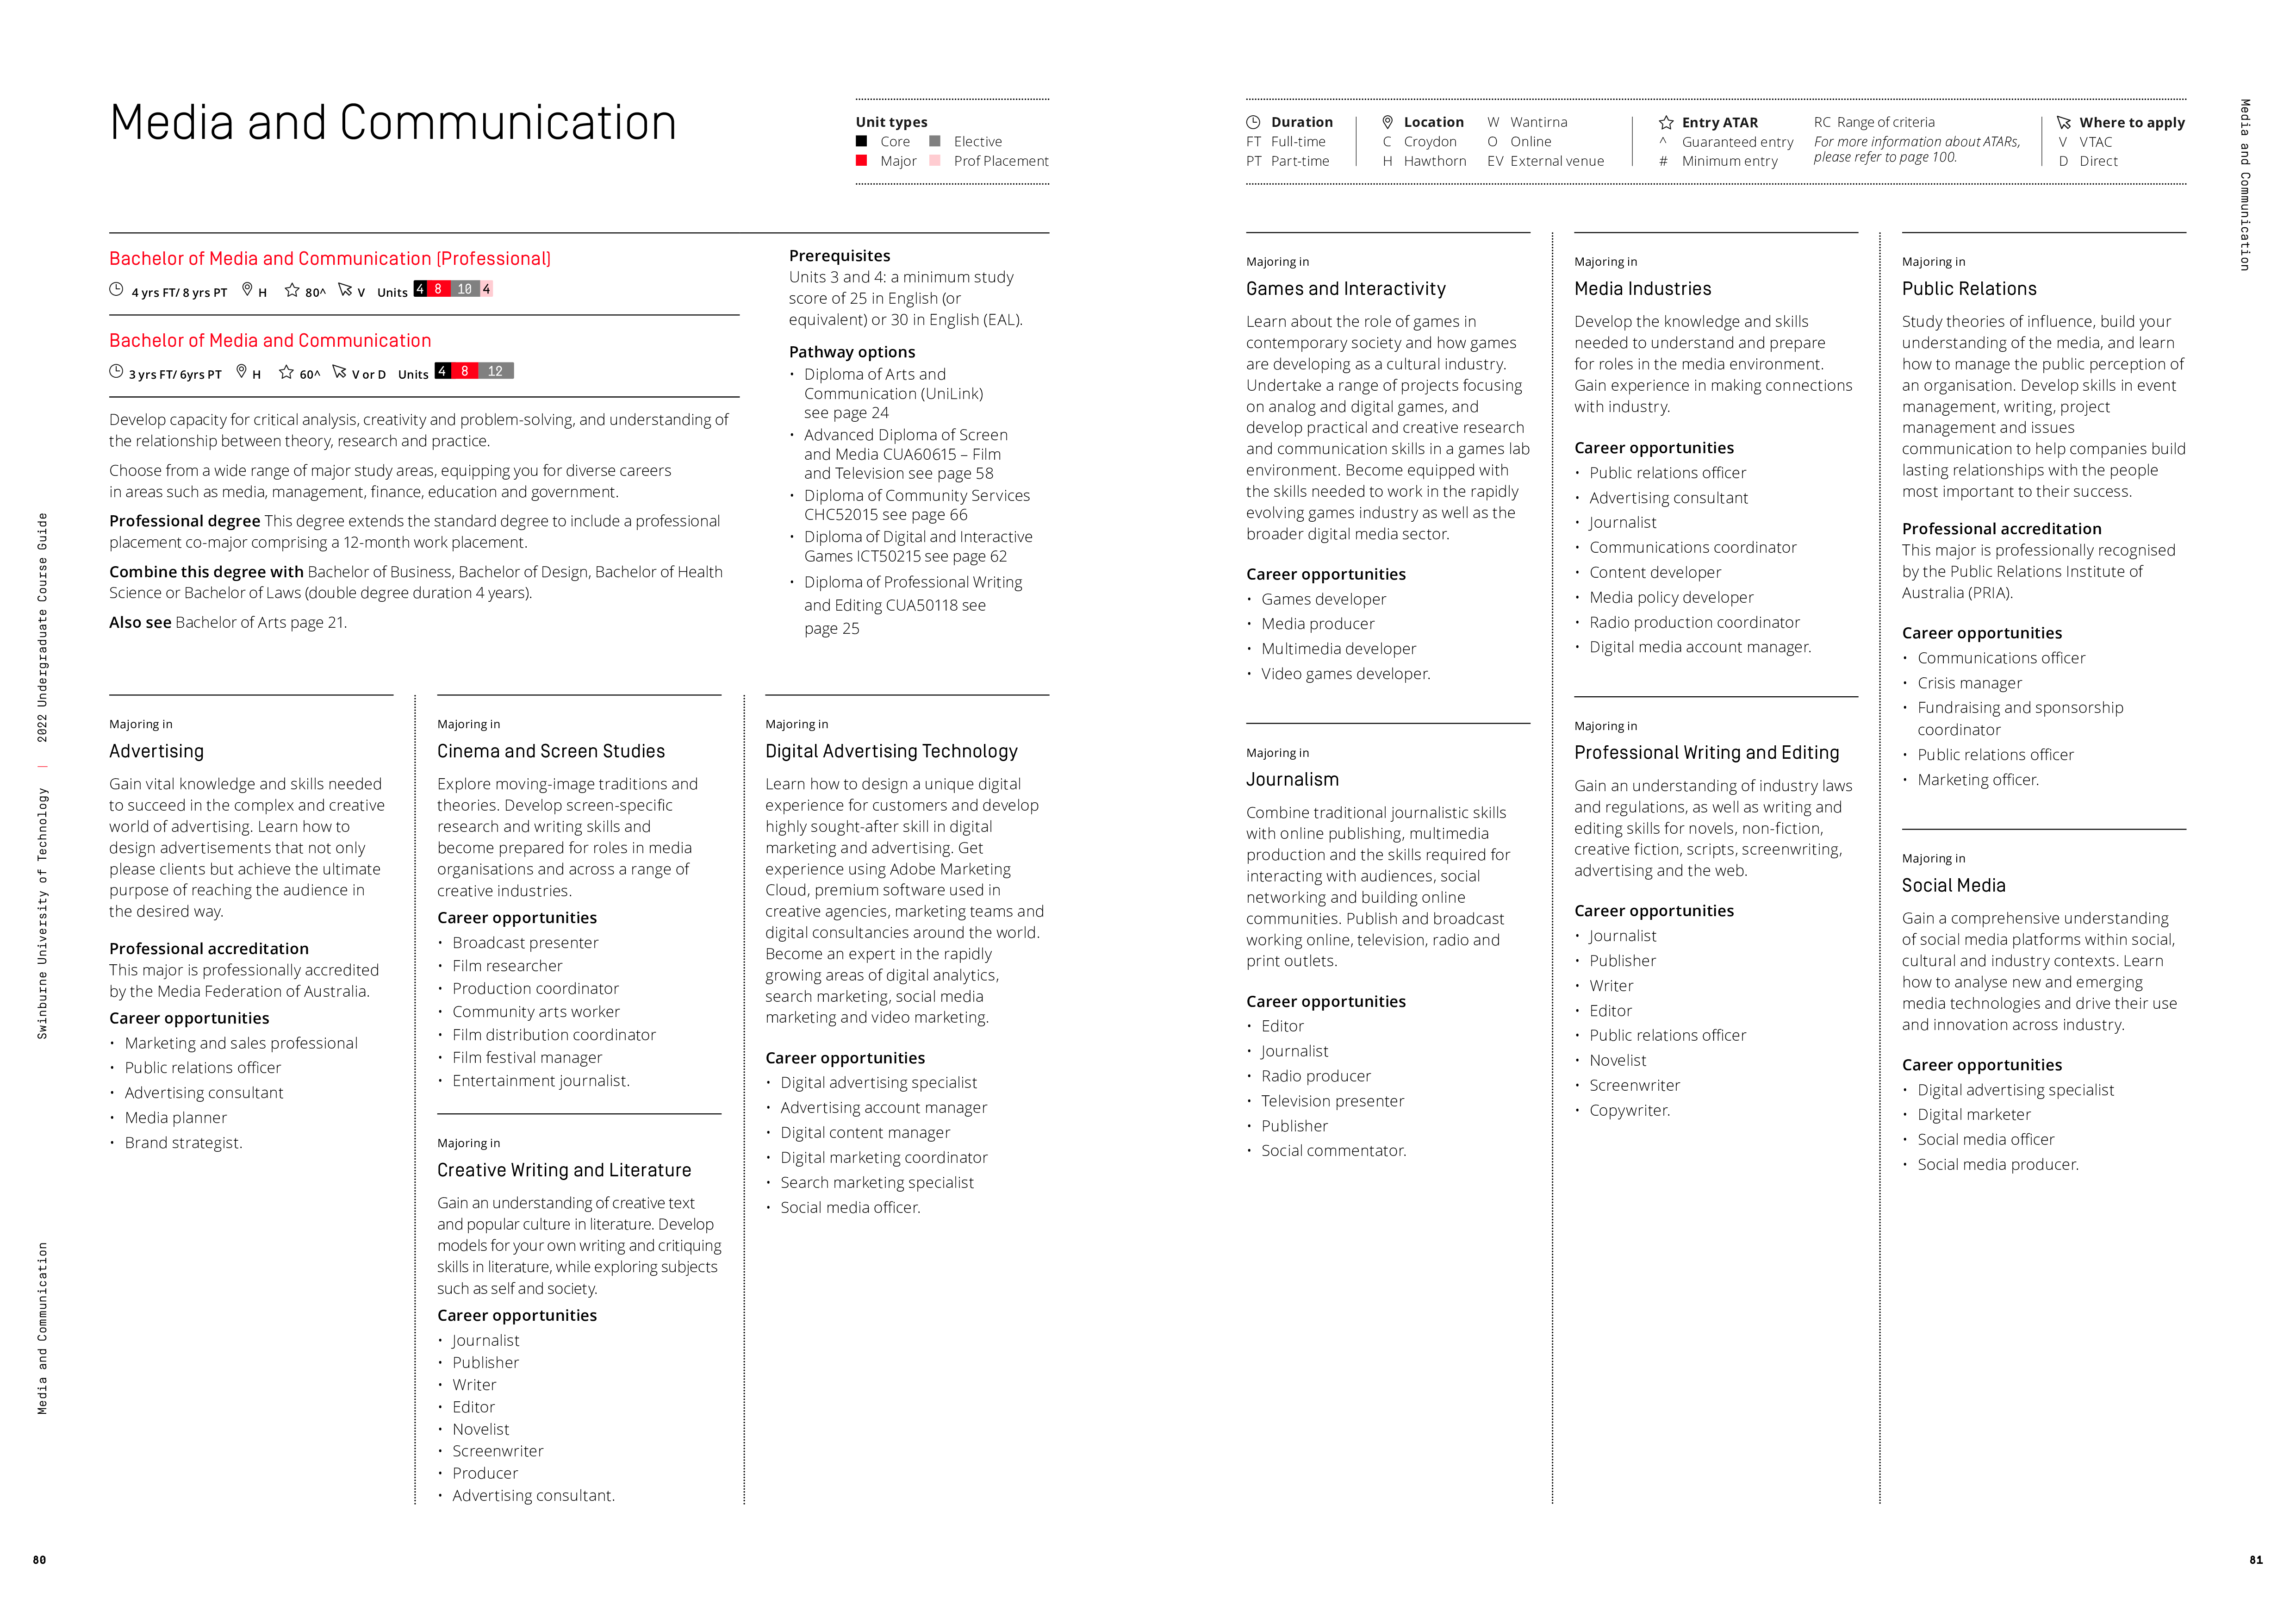 Media and Communication
Unit types
Core Elective
Major Prof Placement
Bachelor of Media and Communication (Professional)
4 yrs FT/ 8 yrs PT H 80^ V Units 4 8 10 4
Bachelor of Media and Communication
3 yrs FT/ 6yrs PT H 60^ V or D Units 4 8 12
Develop capacity for critical analysis, creativity and problem-solving, and understanding of
the relationship between theory, research and practice.
Choose from a wide range of major study areas, equipping you for diverse careers
in areas such as media, management, finance, education and government.
Professional degree This degree extends the standard degree to include a professional
placement co-major comprising a 12-month work placement.
Combine this degree with Bachelor of Business, Bachelor of Design, Bachelor of Health
Science or Bachelor of Laws (double degree duration 4 years).
Also see Bachelor of Arts page 21.
Prerequisites
Units 3 and 4: a minimum study
score of 25 in English (or
equivalent) or 30 in English (EAL).
Pathway options
• Diploma of Arts and
Communication (UniLink)
see page 24
• Advanced Diploma of Screen
and Media CUA60615 – Film
and Television see page 58
• Diploma of Community Services
CHC52015 see page 66
• Diploma of Digital and Interactive
Games ICT50215 see page 62
• Diploma of Professional Writing
and Editing CUA50118 see
page 25
Majoring in
Advertising
Gain vital knowledge and skills needed
to succeed in the complex and creative
world of advertising. Learn how to
design advertisements that not only
please clients but achieve the ultimate
purpose of reaching the audience in
the desired way.
Professional accreditation
This major is professionally accredited
by the Media Federation of Australia.
Career opportunities
• Marketing and sales professional
• Public relations officer
• Advertising consultant
• Media planner
• Brand strategist.
Majoring in
Cinema and Screen Studies
Explore moving-image traditions and
theories. Develop screen-specific
research and writing skills and
become prepared for roles in media
organisations and across a range of
creative industries.
Career opportunities
• Broadcast presenter
• Film researcher
• Production coordinator
• Community arts worker
• Film distribution coordinator
• Film festival manager
• Entertainment journalist.
Majoring in
Creative Writing and Literature
Gain an understanding of creative text
and popular culture in literature. Develop
models for your own writing and critiquing
skills in literature, while exploring subjects
such as self and society.
Career opportunities
• Journalist
• Publisher
• Writer
• Editor
• Novelist
• Screenwriter
• Producer
• Advertising consultant.
Majoring in
Digital Advertising Technology
Learn how to design a unique digital
experience for customers and develop
highly sought-after skill in digital
marketing and advertising. Get
experience using Adobe Marketing
Cloud, premium software used in
creative agencies, marketing teams and
digital consultancies around the world.
Become an expert in the rapidly
growing areas of digital analytics,
search marketing, social media
marketing and video marketing.
Career opportunities
• Digital advertising specialist
• Advertising account manager
• Digital content manager
• Digital marketing coordinator
• Search marketing specialist
• Social media officer.
Swinburne University of Technology | 2022 Undergraduate Course Guide
Media and Communication
80
Duration
FT Full-time
PT Part-time
Location
C Croydon
H Hawthorn
W Wantirna
O Online
EV External venue
Entry ATAR
^ Guaranteed entry
# Minimum entry
RC Range of criteria
For more information about ATARs,
please refer to page 100.
Where to apply
V VTAC
D Direct
Majoring in
Games and Interactivity
Learn about the role of games in
contemporary society and how games
are developing as a cultural industry.
Undertake a range of projects focusing
on analog and digital games, and
develop practical and creative research
and communication skills in a games lab
environment. Become equipped with
the skills needed to work in the rapidly
evolving games industry as well as the
broader digital media sector.
Career opportunities
• Games developer
• Media producer
• Multimedia developer
• Video games developer.
Majoring in
Journalism
Combine traditional journalistic skills
with online publishing, multimedia
production and the skills required for
interacting with audiences, social
networking and building online
communities. Publish and broadcast
working online, television, radio and
print outlets.
Career opportunities
• Editor
• Journalist
• Radio producer
• Television presenter
• Publisher
• Social commentator.
Majoring in
Media Industries
Develop the knowledge and skills
needed to understand and prepare
for roles in the media environment.
Gain experience in making connections
with industry.
Career opportunities
• Public relations officer
• Advertising consultant
• Journalist
• Communications coordinator
• Content developer
• Media policy developer
• Radio production coordinator
• Digital media account manager.
Majoring in
Professional Writing and Editing
Gain an understanding of industry laws
and regulations, as well as writing and
editing skills for novels, non-fiction,
creative fiction, scripts, screenwriting,
advertising and the web.
Career opportunities
• Journalist
• Publisher
• Writer
• Editor
• Public relations officer
• Novelist
• Screenwriter
• Copywriter.
Majoring in
Public Relations
Study theories of influence, build your
understanding of the media, and learn
how to manage the public perception of
an organisation. Develop skills in event
management, writing, project
management and issues
communication to help companies build
lasting relationships with the people
most important to their success.
Professional accreditation
This major is professionally recognised
by the Public Relations Institute of
Australia (PRIA).
Career opportunities
• Communications officer
• Crisis manager
• Fundraising and sponsorship
coordinator
• Public relations officer
• Marketing officer.
Majoring in
Social Media
Gain a comprehensive understanding
of social media platforms within social,
cultural and industry contexts. Learn
how to analyse new and emerging
media technologies and drive their use
and innovation across industry.
Career opportunities
• Digital advertising specialist
• Digital marketer
• Social media officer
• Social media producer.
Media and Communication
81